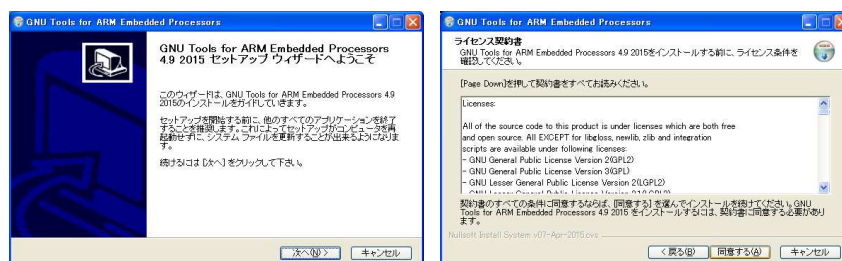 GNU Tools for ARM Embedded Processors
GNU Tools for ARM Embedded Processors
4.9 2015 セットアップ ウィザードへようこそ
このウィザードは、GNU Tools for ARM Embedded Processors 4.9
2015のインストールをガイドしていきます。
セットアップを開始する前に、他のすべてのアプリケーションを終了
することを推奨します。これによってセットアップがコンピュータを再
起動せずに、システム ファイルを更新することが出来るようになりま
す。
続けるには [次へ] をクリックして下さい。
次へ(N) >
キャンセル
GNU Tools for ARM Embedded Processors
ライセンス契約書
GNU Tools for ARM Embedded Processors 4.9 2015をインストールする前に、ライセンス条件を
確認してください。
[Page Down]を押して契約書をすべてお読みください。
Licenses:
All of the source code to this product is under licenses which are both free
and open source. All EXCEPT for libgloss, newlib, zlib and integration
scripts are available under following licenses:
- GNU General Public License Version 2(GPL2)
- GNU General Public License Version 3(GPL)
- GNU Lesser General Public License Version 2(LGPL2)
契約書のすべての条件に同意するならば、[同意する] を選んでインストールを続けてください。GNU
Tools for ARM Embedded Processors 4.9 2015 をインストールするには、契約書に同意する必要があり
ます。
Nullsoft Install System v07-Apr-2015.cvs
< 戻る(B)
同意する(A)
キャンセル